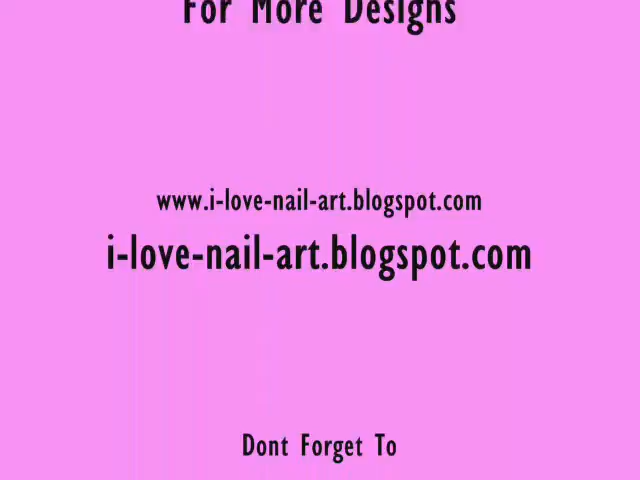 For More Designs
www.i-love-nail-art.blogspot.com
i-love-nail-art.blogspot.com
Dont Forget To